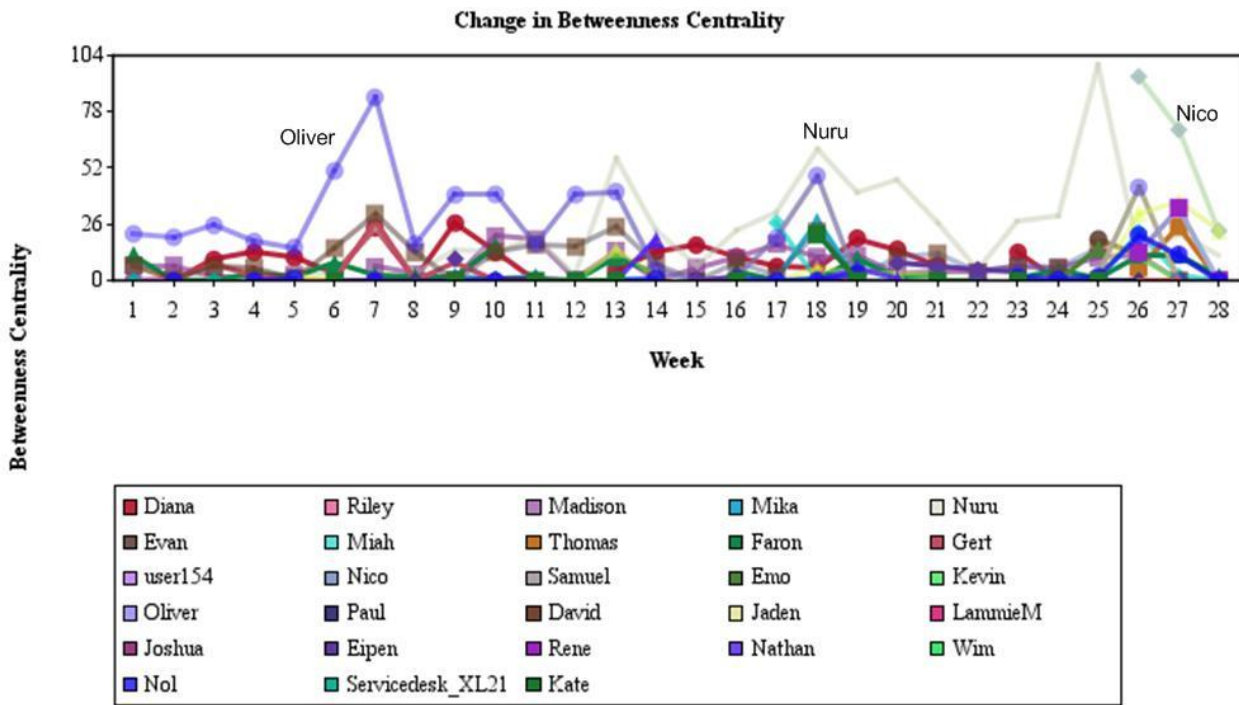 Change in Betweenness Centrality
104
78
52
26
0
Oliver
Nuru
Nico
1 2 3 4 5 6 7 8 9 10 11 12 13 14 15 16 17 18 19 20 21 22 23 24 25 26 27 28
Week
Betweenness Centrality
Diana Riley Madison Mika Nuru
Evan Miah Thomas Faron Gert
user154 Nico Samuel Emo Kevin
Oliver Paul David Jaden LammieM
Joshua Eipen Rene Nathan Wim
Nol Servicedesk_XL21 Kate